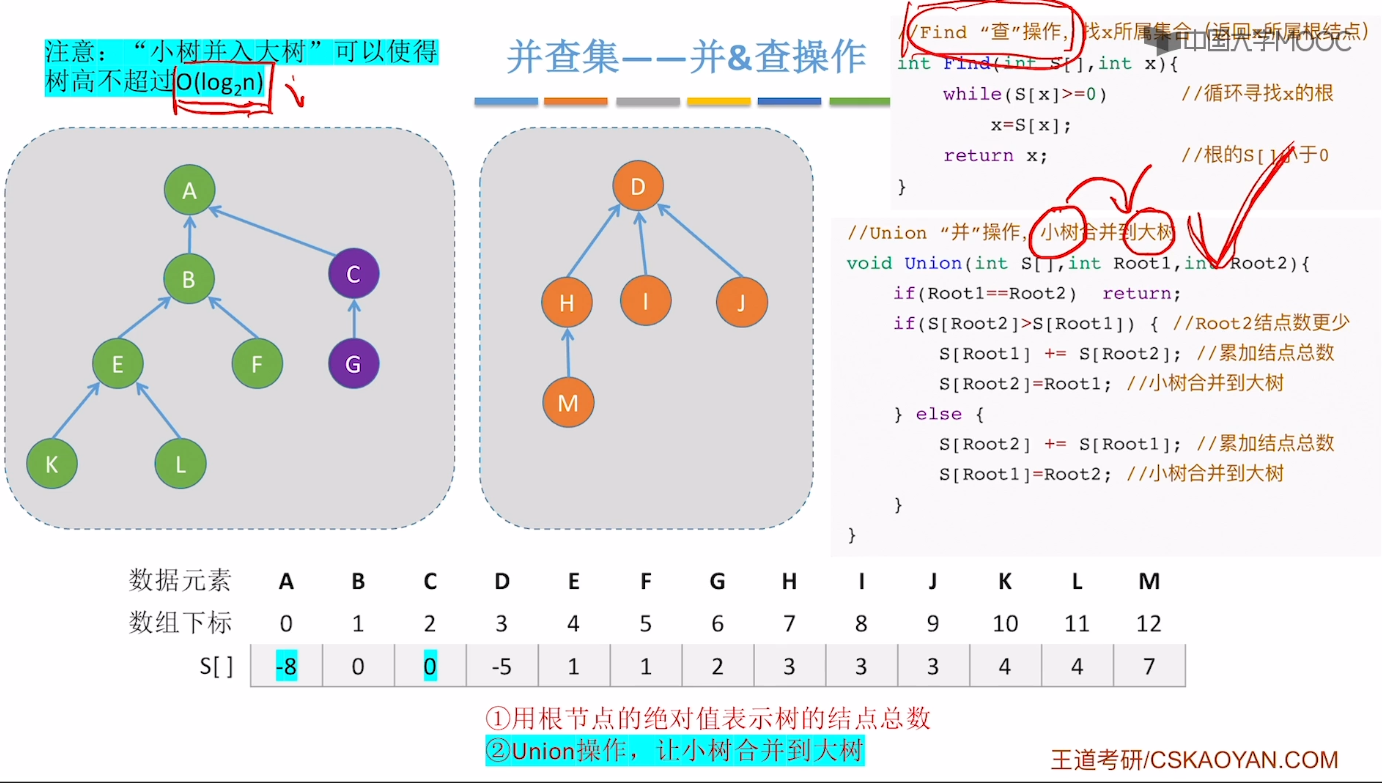 注意：“小树并入大树”可以使得
树高不超过O(log₂n)
并查集——并&查操作
//Find “查”操作，找x所属集合（返回x所属根结点）
中国大学MOOC
int Find(int S[],int x){
while(S[x]>=0) //循环寻找x的根
x=S[x];
return x; //根的S[]小于0
}
//Union “并”操作，小树合并到大树
void Union(int S[],int Root1,int Root2){
if(Root1==Root2) return;
if(S[Root2]>S[Root1]) { //Root2结点数更少
S[Root1] += S[Root2]; //累加结点总数
S[Root2]=Root1; //小树合并到大树
} else {
S[Root2] += S[Root1]; //累加结点总数
S[Root1]=Root2; //小树合并到大树
}
}
A
B
C
E
F
G
K
L
D
H
I
J
M
数据元素 A B C D E F G H I J K L M
数组下标 0 1 2 3 4 5 6 7 8 9 10 11 12
S[] -8 0 0 -5 1 1 2 3 3 3 4 4 7
①用根节点的绝对值表示树的结点总数
②Union操作，让小树合并到大树
王道考研/CSKAOYAN.COM